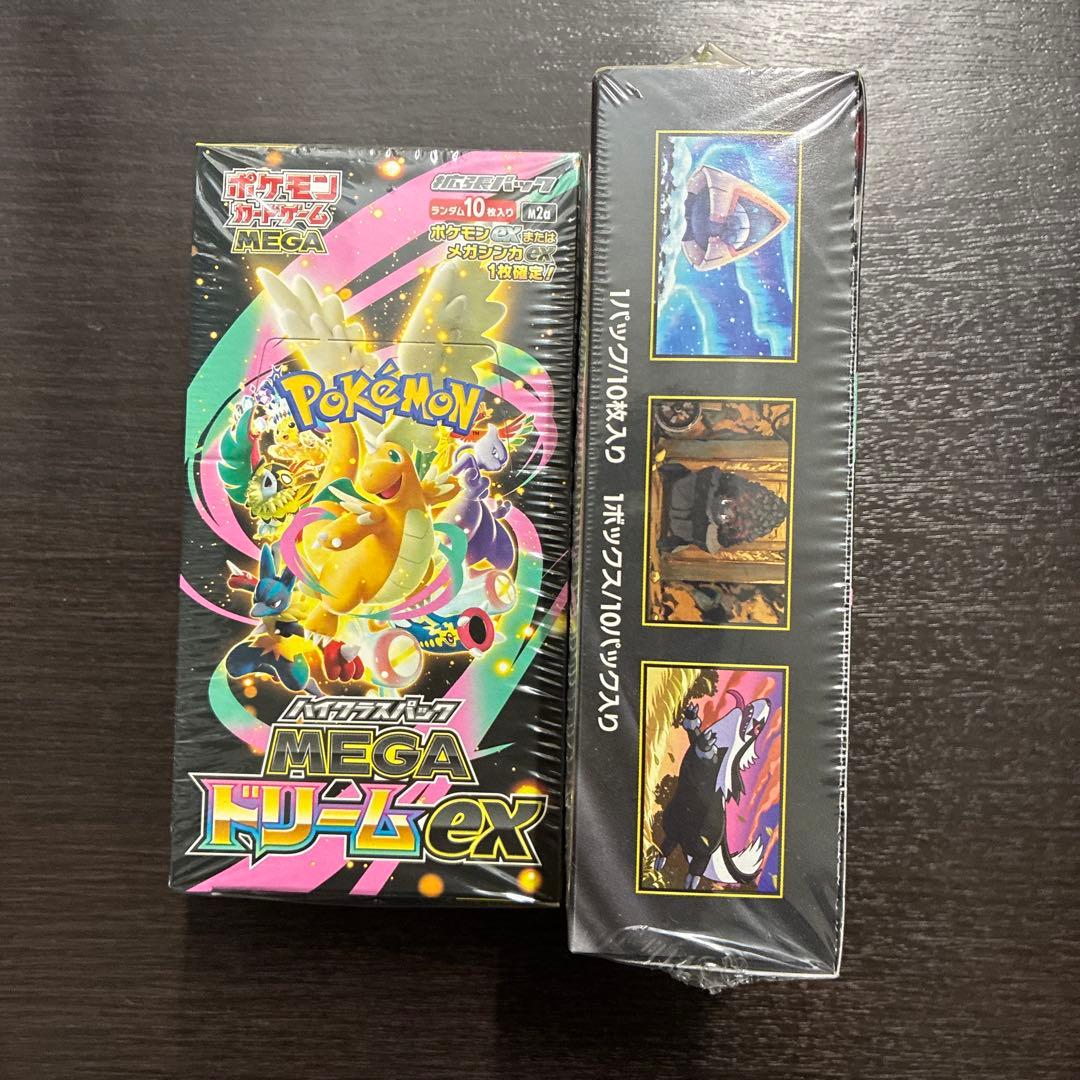 ポケモン
カードゲーム
MEGA
拡張パック
ランダム10枚入り M2a
ポケモンexまたは
メガシンカex
1枚確定!
POKéMON
TM
ハイクラスパック
MEGA
ドリームex
1パック/10枚入り 1ボックス/10パック入り